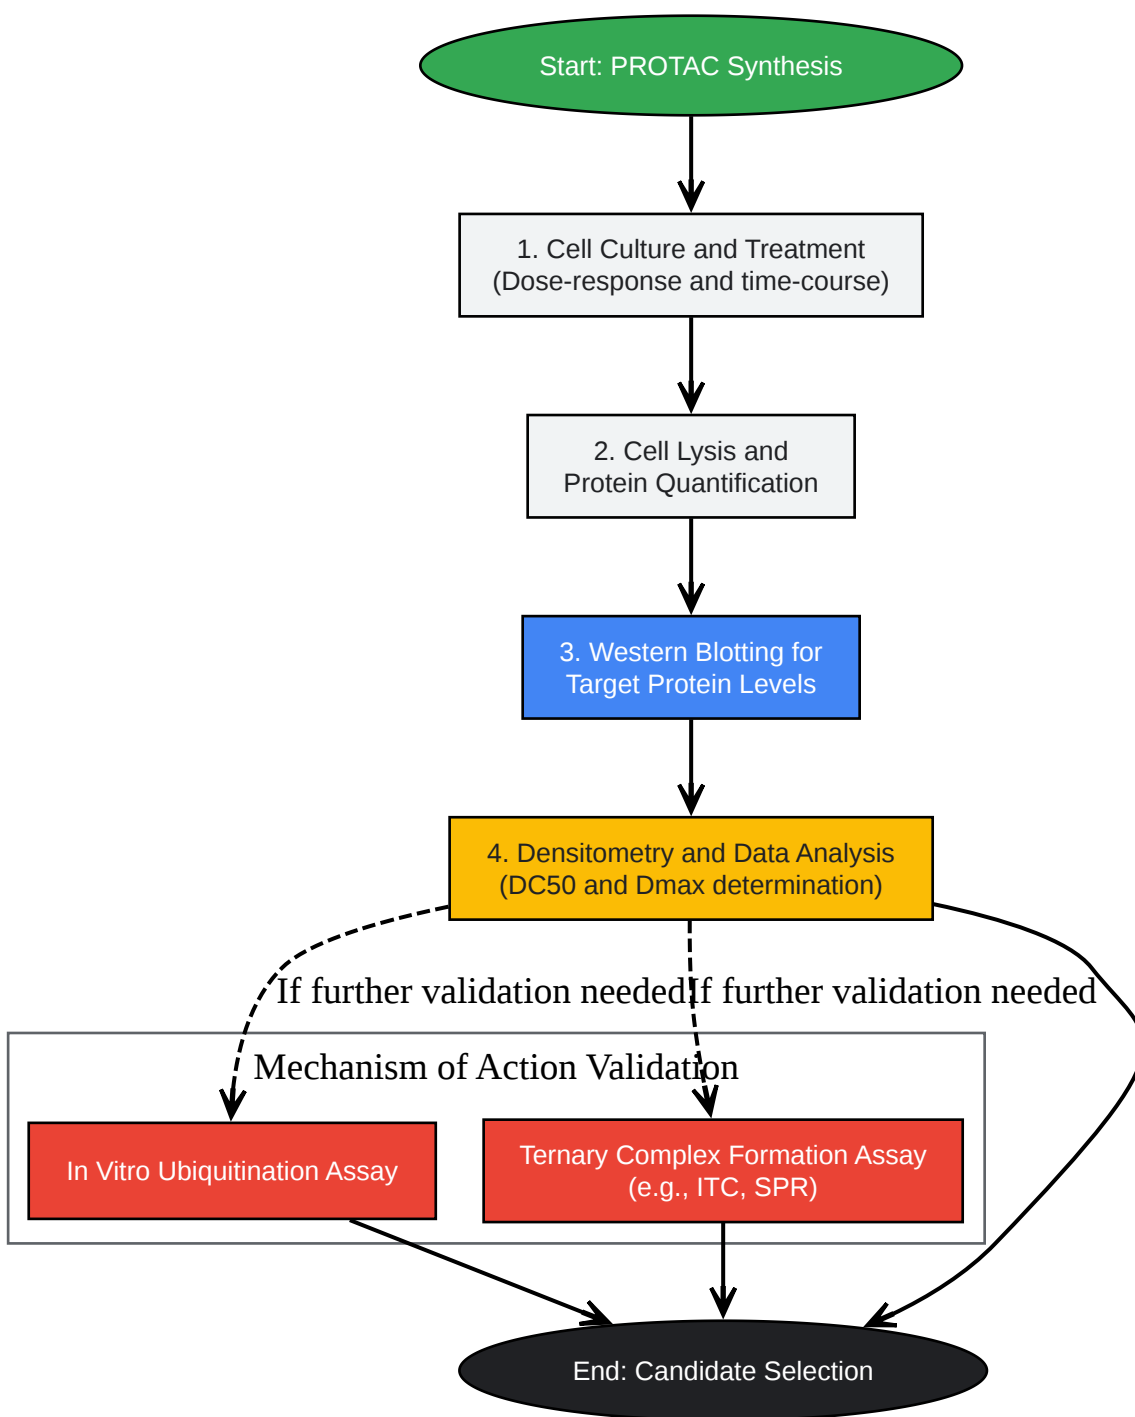 Start: PROTAC Synthesis
1. Cell Culture and Treatment
(Dose-response and time-course)
2. Cell Lysis and
Protein Quantification
3. Western Blotting for
Target Protein Levels
4. Densitometry and Data Analysis
(DC50 and Dmax determination)
If further validation needed
If further validation needed
Mechanism of Action Validation
In Vitro Ubiquitination Assay
Ternary Complex Formation Assay
(e.g., ITC, SPR)
End: Candidate Selection